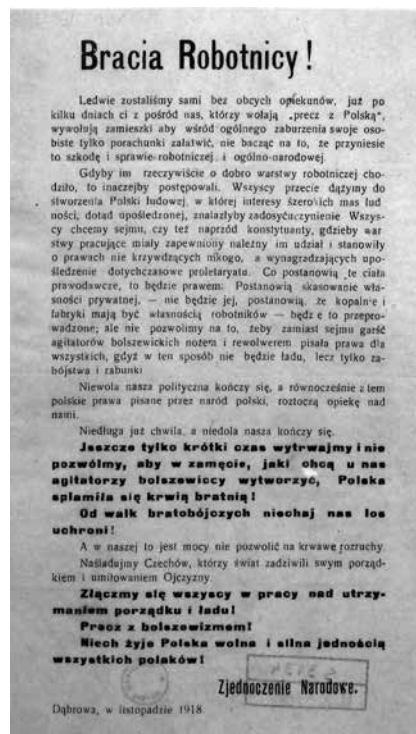 Bracia Robotnicy!
Ledwie zostaliśmy sami bez obcych opiekunów, już po
kilku dniach ci z pośród nas, którzy wołają „precz z Polską",
wywołują zamieszki aby wśród ogólnego zaburzenia swoje oso-
biste tylko porachunki załatwić, nie bacząc na to, że przyniesie
to szkodę i sprawie robotniczej i ogólno-narodowej.
Gdyby im rzeczywiście o dobro warstwy robotniczej cho-
dziło, to inaczejby postępowali. Wszyscy przecie dążymy do
stworzenia Polski ludowej, w której interesy szerokich mas lud
ności, dotąd upośledzonej, znalazłyby zadosyćuczynienie Wszys-
cy chcemy sejmu, czy też naprzód konstytuanty, gdzieby war
stwy pracujące miały zapewniony należny im udział i stanowiły
o prawach nie krzywdzących nikogo, a wynagradzających upo-
śledzenie dotychczasowe proletaryatu. Co postanowią te ciała
prawodawcze, to będzie prawem: Postanowią skasowanie wła-
sności prywatnej, — nie będzie jej, postanowią, że kopalnie i
fabryki mają być własnością robotników — będzie to przepro-
wadzone; ale nie pozwolimy na to, żeby zamiast sejmu garść
agitatorów bolszewickich nożem i rewolwerem pisała prawa dla
wszystkich, gdyż w ten sposób nie będzie ładu, lecz tylko za-
bójstwa i rabunki
Niewola nasza polityczna kończy się, a równocześnie z tem
polskie prawa pisane przez naród polski, roztoczą opiekę nad
nami.
Niedługa już chwila, a niedola nasza kończy się.
Jeszcze tylko krótki czas wytrwajmy i nie
pozwólmy, aby w zamęcie, jaki chcą u nas
agitatorzy bolszewiccy wytworzyć, Polska
splamiła się krwią bratnią!
Od walk bratobójczych niechaj nas los
uchroni!
A w naszej to jest mocy nie pozwolić na krwawe rozruchy.
Naśladujmy Czechów, którzy świat zadziwili swym porząd-
kiem i umiłowaniem Ojczyzny.
Złączmy się wszyscy w pracy nad utrzy-
maniem porządku i ładu!
Precz z bolszewizmem!
Niech żyje Polska wolna i silna jednością
wszystkich polaków!
Zjednoczenie Narodowe.
Dąbrowa, w listopadzie 1918.